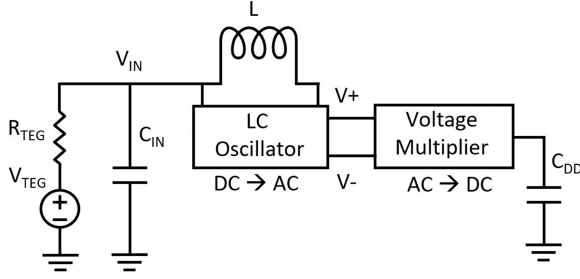 L
V_IN
R_TEG
C_IN
V_TEG
+
−
LC
Oscillator
DC → AC
V+
V-
Voltage
Multiplier
AC → DC
C_DD